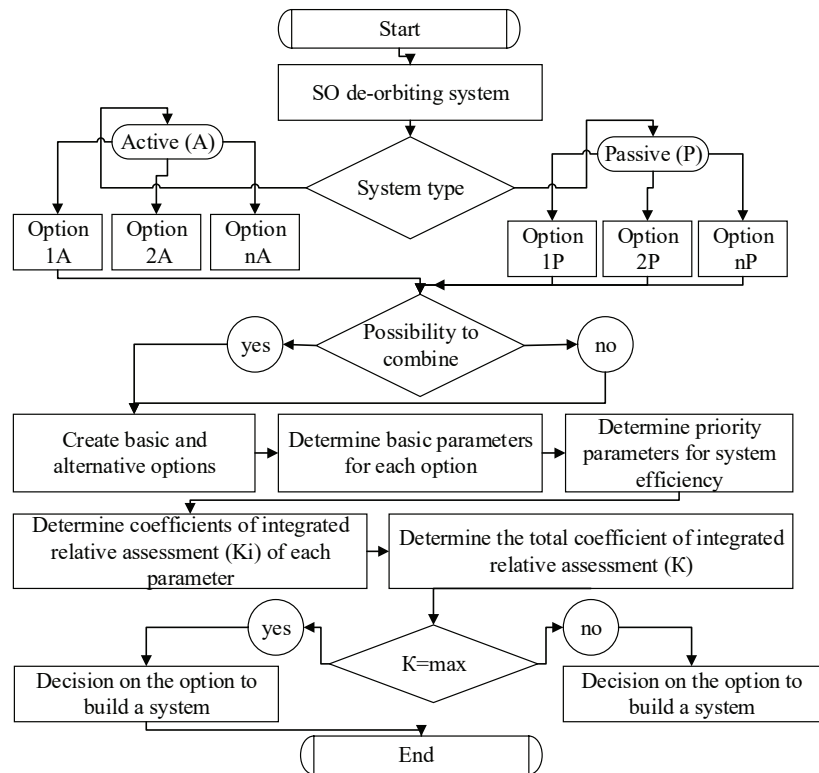 Start
SO de-orbiting system
Active (A)
System type
Passive (P)
Option
1A
Option
2A
Option
nA
Option
1P
Option
2P
Option
nP
Possibility to
combine
yes
no
Create basic and
alternative options
Determine basic parameters
for each option
Determine priority
parameters for system
efficiency
Determine coefficients of integrated
relative assessment (Ki) of each
parameter
Determine the total coefficient of integrated
relative assessment (K)
yes
no
K=max
Decision on the option to
build a system
Decision on the option to
build a system
End